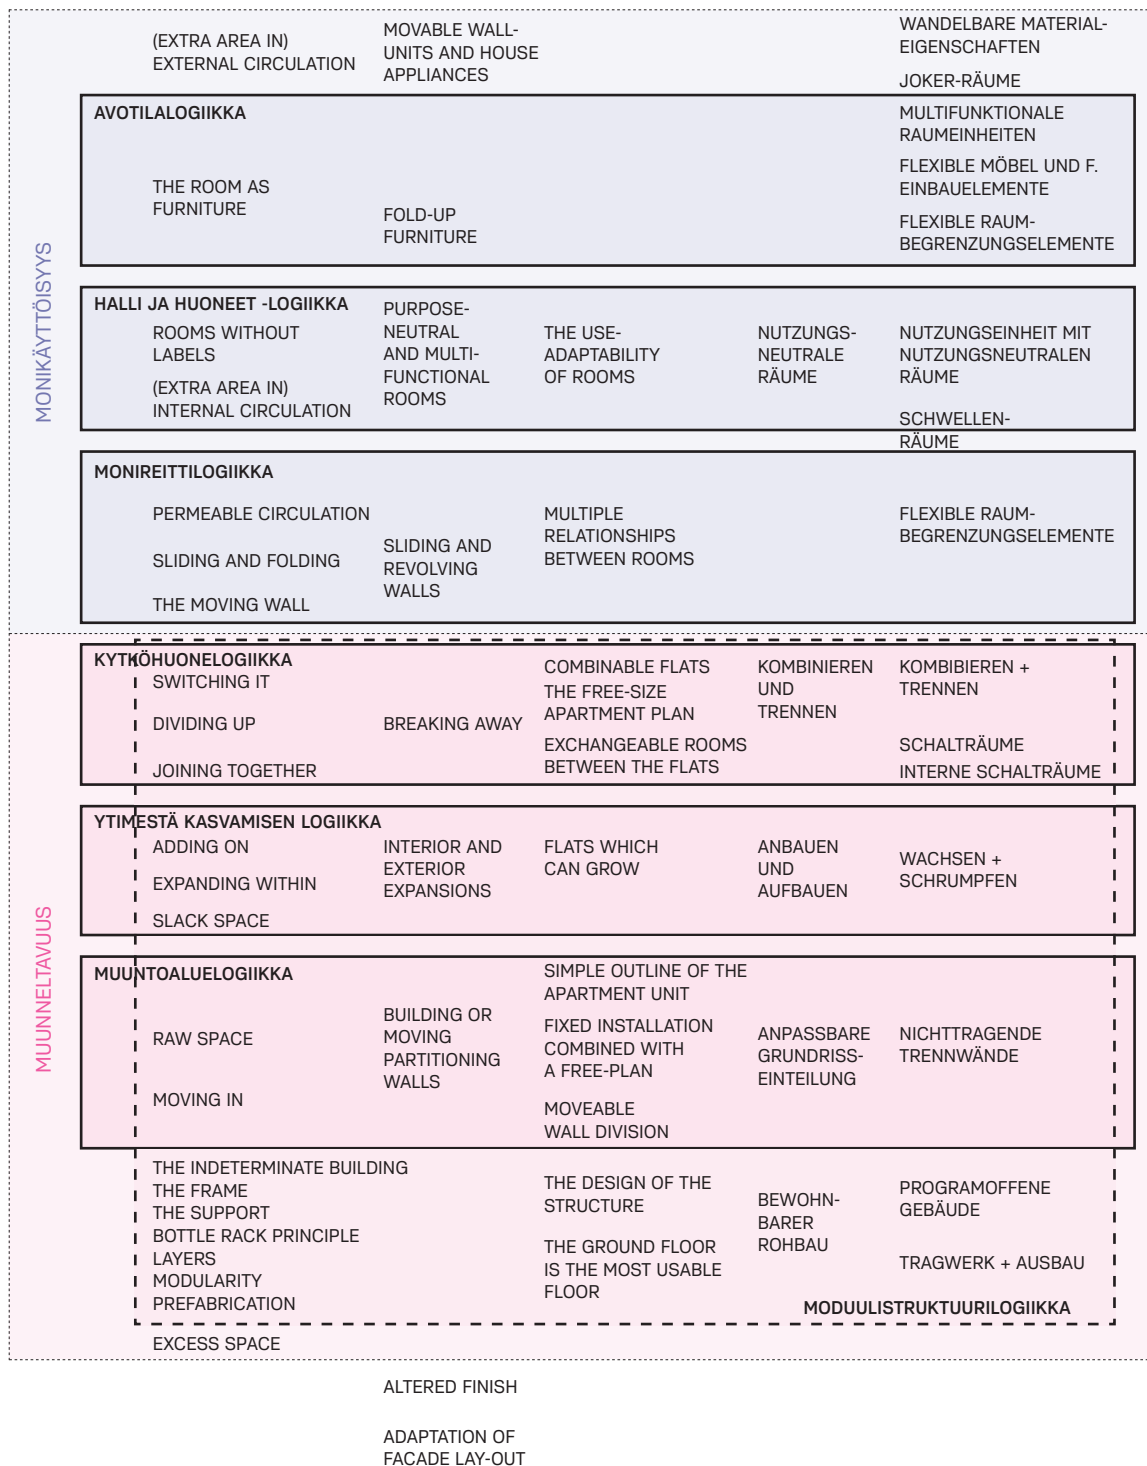 (EXTRA AREA IN)
EXTERNAL CIRCULATION
MOVABLE WALL-
UNITS AND HOUSE
APPLIANCES
WANDELBARE MATERIAL-
EIGENSCHAFTEN
JOKER-RÄUME
MONIKÄYTTÖISYYS
AVOTILALOGIIKKA
THE ROOM AS
FURNITURE
FOLD-UP
FURNITURE
MULTIFUNKTIONALE
RAUMEINHEITEN
FLEXIBLE MÖBEL UND F.
EINBAUELEMENTE
FLEXIBLE RAUM-
BEGRENZUNGSELEMENTE
HALLI JA HUONEET -LOGIIKKA
ROOMS WITHOUT
LABELS
(EXTRA AREA IN)
INTERNAL CIRCULATION
PURPOSE-
NEUTRAL
AND MULTI-
FUNCTIONAL
ROOMS
THE USE-
ADAPTABILITY
OF ROOMS
NUTZUNGS-
NEUTRALE
RÄUME
NUTZUNGSEINHEIT MIT
NUTZUNGSNEUTRALEN
RÄUME
SCHWELLEN-
RÄUME
MONIREITTILOGIIKKA
PERMEABLE CIRCULATION
SLIDING AND FOLDING
THE MOVING WALL
SLIDING AND
REVOLVING
WALLS
MULTIPLE
RELATIONSHIPS
BETWEEN ROOMS
FLEXIBLE RAUM-
BEGRENZUNGSELEMENTE
MUUNNELTAVUUS
KYTKÖHUONELOGIIKKA
SWITCHING IT
DIVIDING UP
JOINING TOGETHER
BREAKING AWAY
COMBINABLE FLATS
THE FREE-SIZE
APARTMENT PLAN
EXCHANGEABLE ROOMS
BETWEEN THE FLATS
KOMBINIEREN
UND
TRENNEN
KOMBIBIEREN +
TRENNEN
SCHALTRÄUME
INTERNE SCHALTRÄUME
YTIMESTÄ KASVAMISEN LOGIIKKA
ADDING ON
EXPANDING WITHIN
SLACK SPACE
INTERIOR AND
EXTERIOR
EXPANSIONS
FLATS WHICH
CAN GROW
ANBAUEN
UND
AUFBAUEN
WACHSEN +
SCHRUMPFEN
MUUNTOALUELOGIIKKA
RAW SPACE
MOVING IN
BUILDING OR
MOVING
PARTITIONING
WALLS
SIMPLE OUTLINE OF THE
APARTMENT UNIT
FIXED INSTALLATION
COMBINED WITH
A FREE-PLAN
MOVEABLE
WALL DIVISION
ANPASSBARE
GRUNDRISS-
EINTEILUNG
NICHTTRAGENDE
TRENNWÄNDE
THE INDETERMINATE BUILDING
THE FRAME
THE SUPPORT
BOTTLE RACK PRINCIPLE
LAYERS
MODULARITY
PREFABRICATION
THE DESIGN OF THE
STRUCTURE
THE GROUND FLOOR
IS THE MOST USABLE
FLOOR
BEWOHN-
BARER
ROHBAU
PROGRAMOFFENE
GEBÄUDE
TRAGWERK + AUSBAU
MODUULISTRUKTUURILOGIIKKA
EXCESS SPACE
ALTERED FINISH
ADAPTATION OF
FACADE LAY-OUT